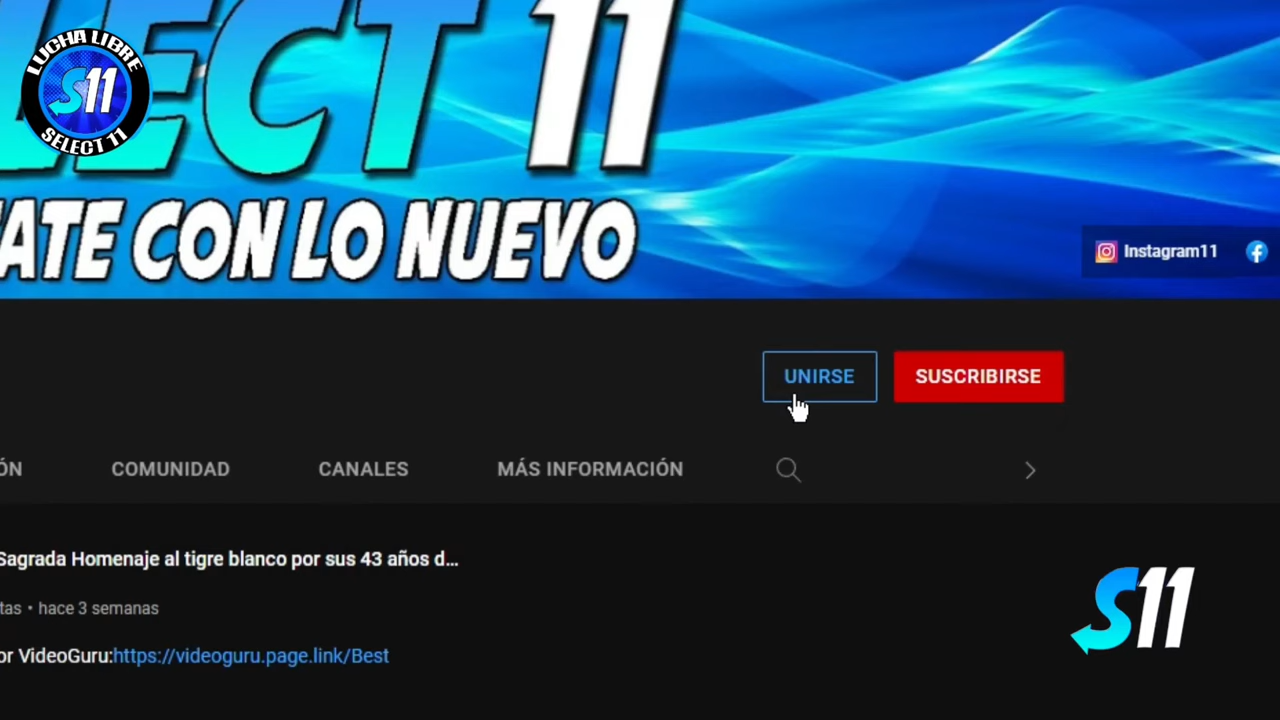 LUCHA LIBRE
S11
SELECT 11
LECT 11
ATE CON LO NUEVO
Instagram11
UNIRSE
SUSCRIBIRSE
ÓN
COMUNIDAD
CANALES
MÁS INFORMACIÓN
Sagrada Homenaje al tigre blanco por sus 43 años d...
tas • hace 3 semanas
or VideoGuru:https://videoguru.page.link/Best
S11